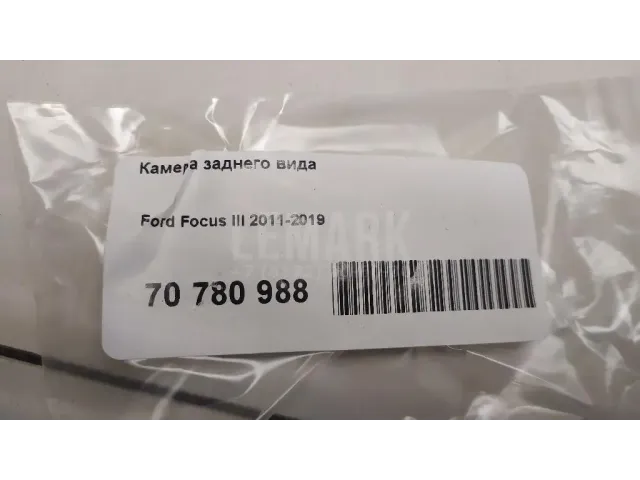 Камера заднего вида
Ford Focus III 2011-2019
LEMARK
70 780 988